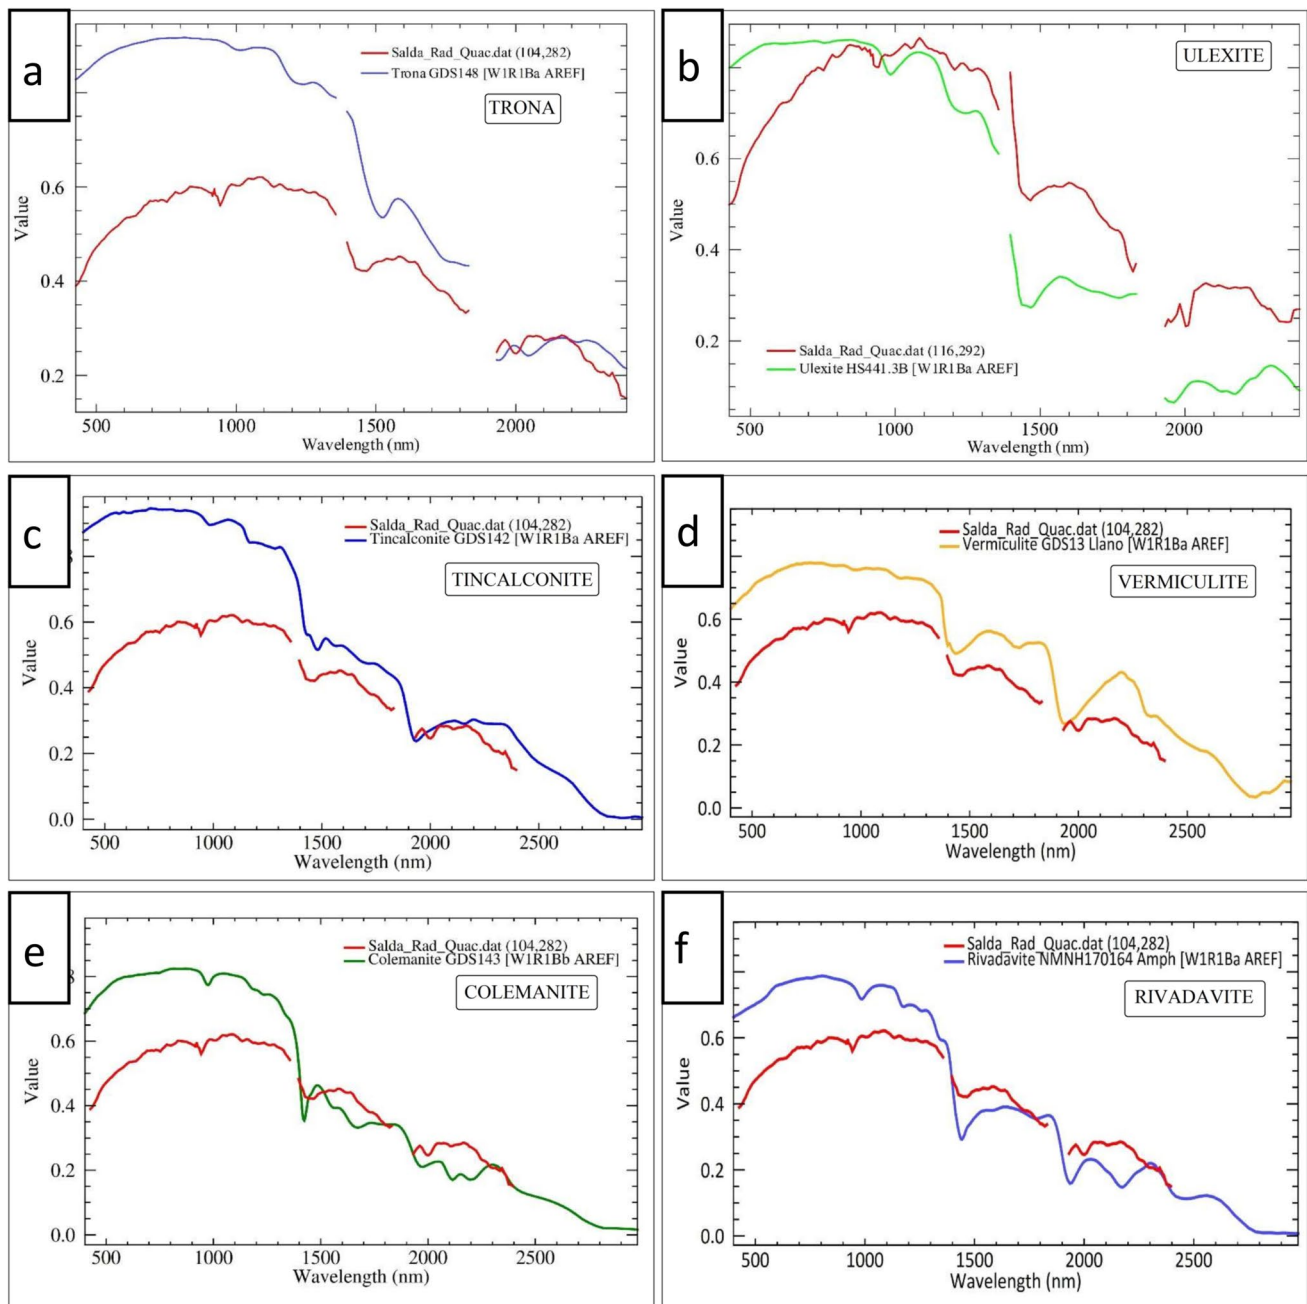 a
Salda_Rad_Quac.dat (104,282)
Trona GDS148 [W1R1Ba AREF]
TRONA
0.6
0.4
0.2
Value
500 1000 1500 2000
Wavelength (nm)
b
ULEXITE
0.6
0.4
0.2
Value
Salda_Rad_Quac.dat (116,292)
Ulexite HS441.3B [W1R1Ba AREF]
500 1000 1500 2000
Wavelength (nm)
c
Salda_Rad_Quac.dat (104,282)
Tincalconite GDS142 [W1R1Ba AREF]
TINCALCONITE
0.6
0.4
0.2
0.0
Value
500 1000 1500 2000 2500
Wavelength (nm)
d
Salda_Rad_Quac.dat (104,282)
Vermiculite GDS13 Llano [W1R1Ba AREF]
VERMICULITE
0.6
0.4
0.2
0.0
Value
500 1000 1500 2000 2500
Wavelength (nm)
e
Salda_Rad_Quac.dat (104,282)
Colemanite GDS143 [W1R1Bb AREF]
COLEMANITE
0.6
0.4
0.2
0.0
Value
500 1000 1500 2000 2500
Wavelength (nm)
f
Salda_Rad_Quac.dat (104,282)
Rivadavite NMNH170164 Amph [W1R1Ba AREF]
RIVADAVITE
0.6
0.4
0.2
0.0
Value
500 1000 1500 2000 2500
Wavelength (nm)